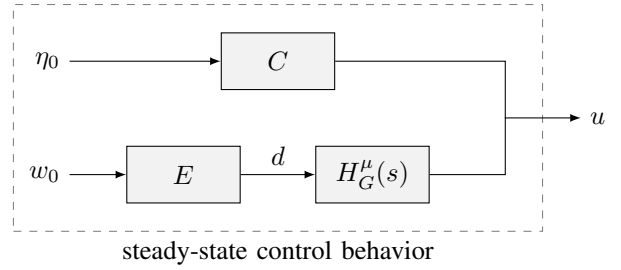 η₀ C
u
w₀ E d H_G^μ(s)
steady-state control behavior